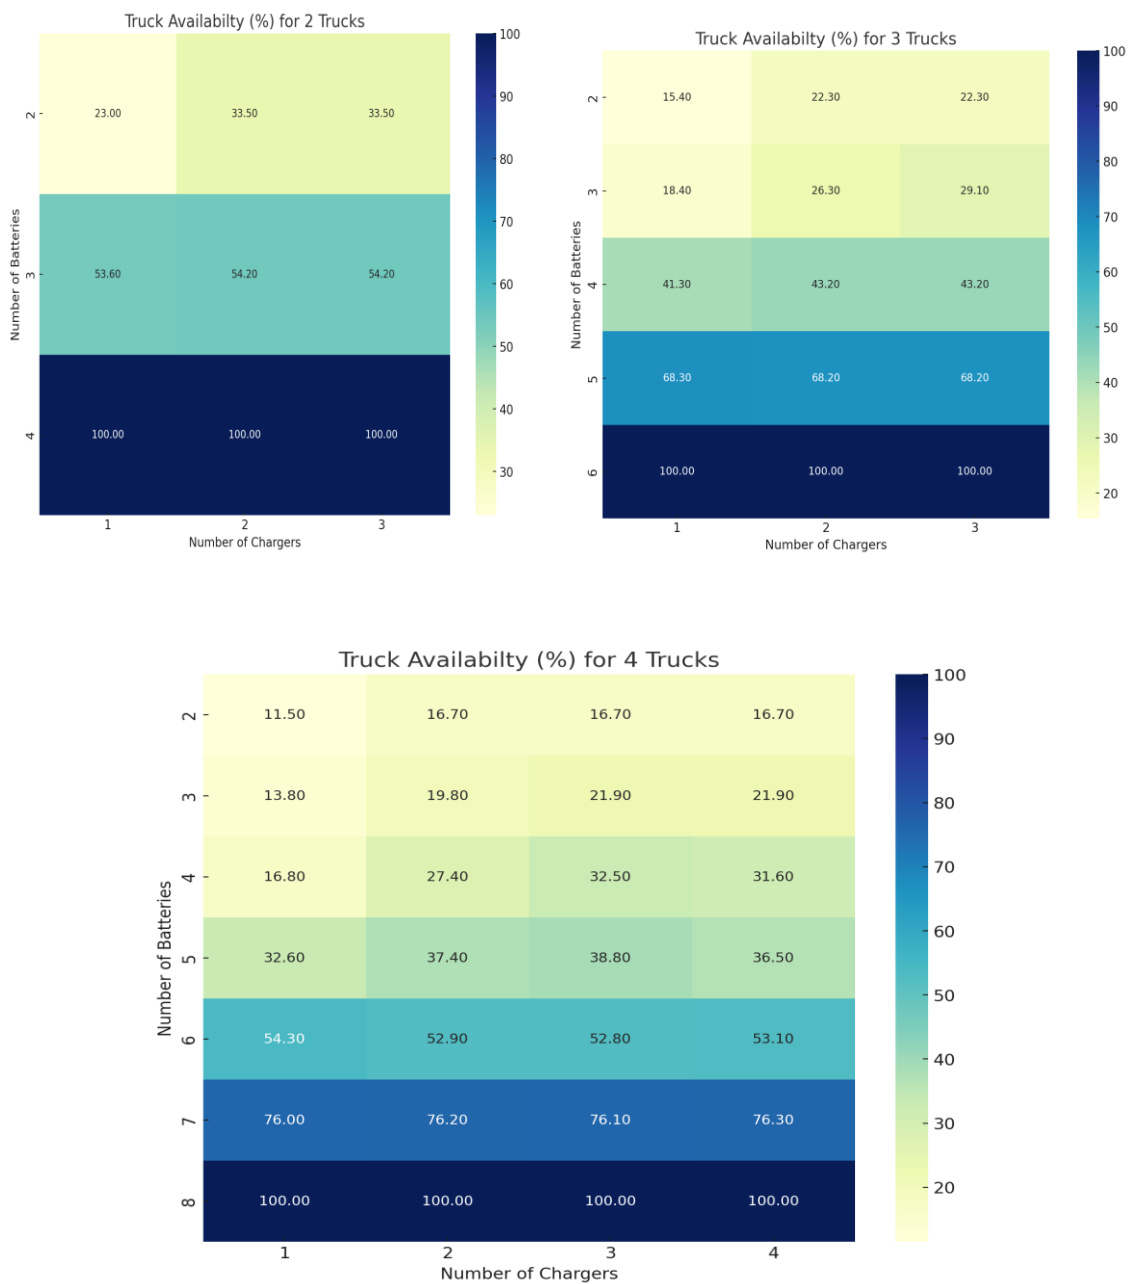 Truck Availabilty (%) for 2 Trucks
Number of Batteries
2 23.00 33.50 33.50
3 53.60 54.20 54.20
4 100.00 100.00 100.00
1 2 3
Number of Chargers
100
90
80
70
60
50
40
30
Truck Availabilty (%) for 3 Trucks
Number of Batteries
2 15.40 22.30 22.30
3 18.40 26.30 29.10
4 41.30 43.20 43.20
5 68.30 68.20 68.20
6 100.00 100.00 100.00
1 2 3
Number of Chargers
100
90
80
70
60
50
40
30
20
Truck Availabilty (%) for 4 Trucks
Number of Batteries
2 11.50 16.70 16.70 16.70
3 13.80 19.80 21.90 21.90
4 16.80 27.40 32.50 31.60
5 32.60 37.40 38.80 36.50
6 54.30 52.90 52.80 53.10
7 76.00 76.20 76.10 76.30
8 100.00 100.00 100.00 100.00
1 2 3 4
Number of Chargers
100
90
80
70
60
50
40
30
20